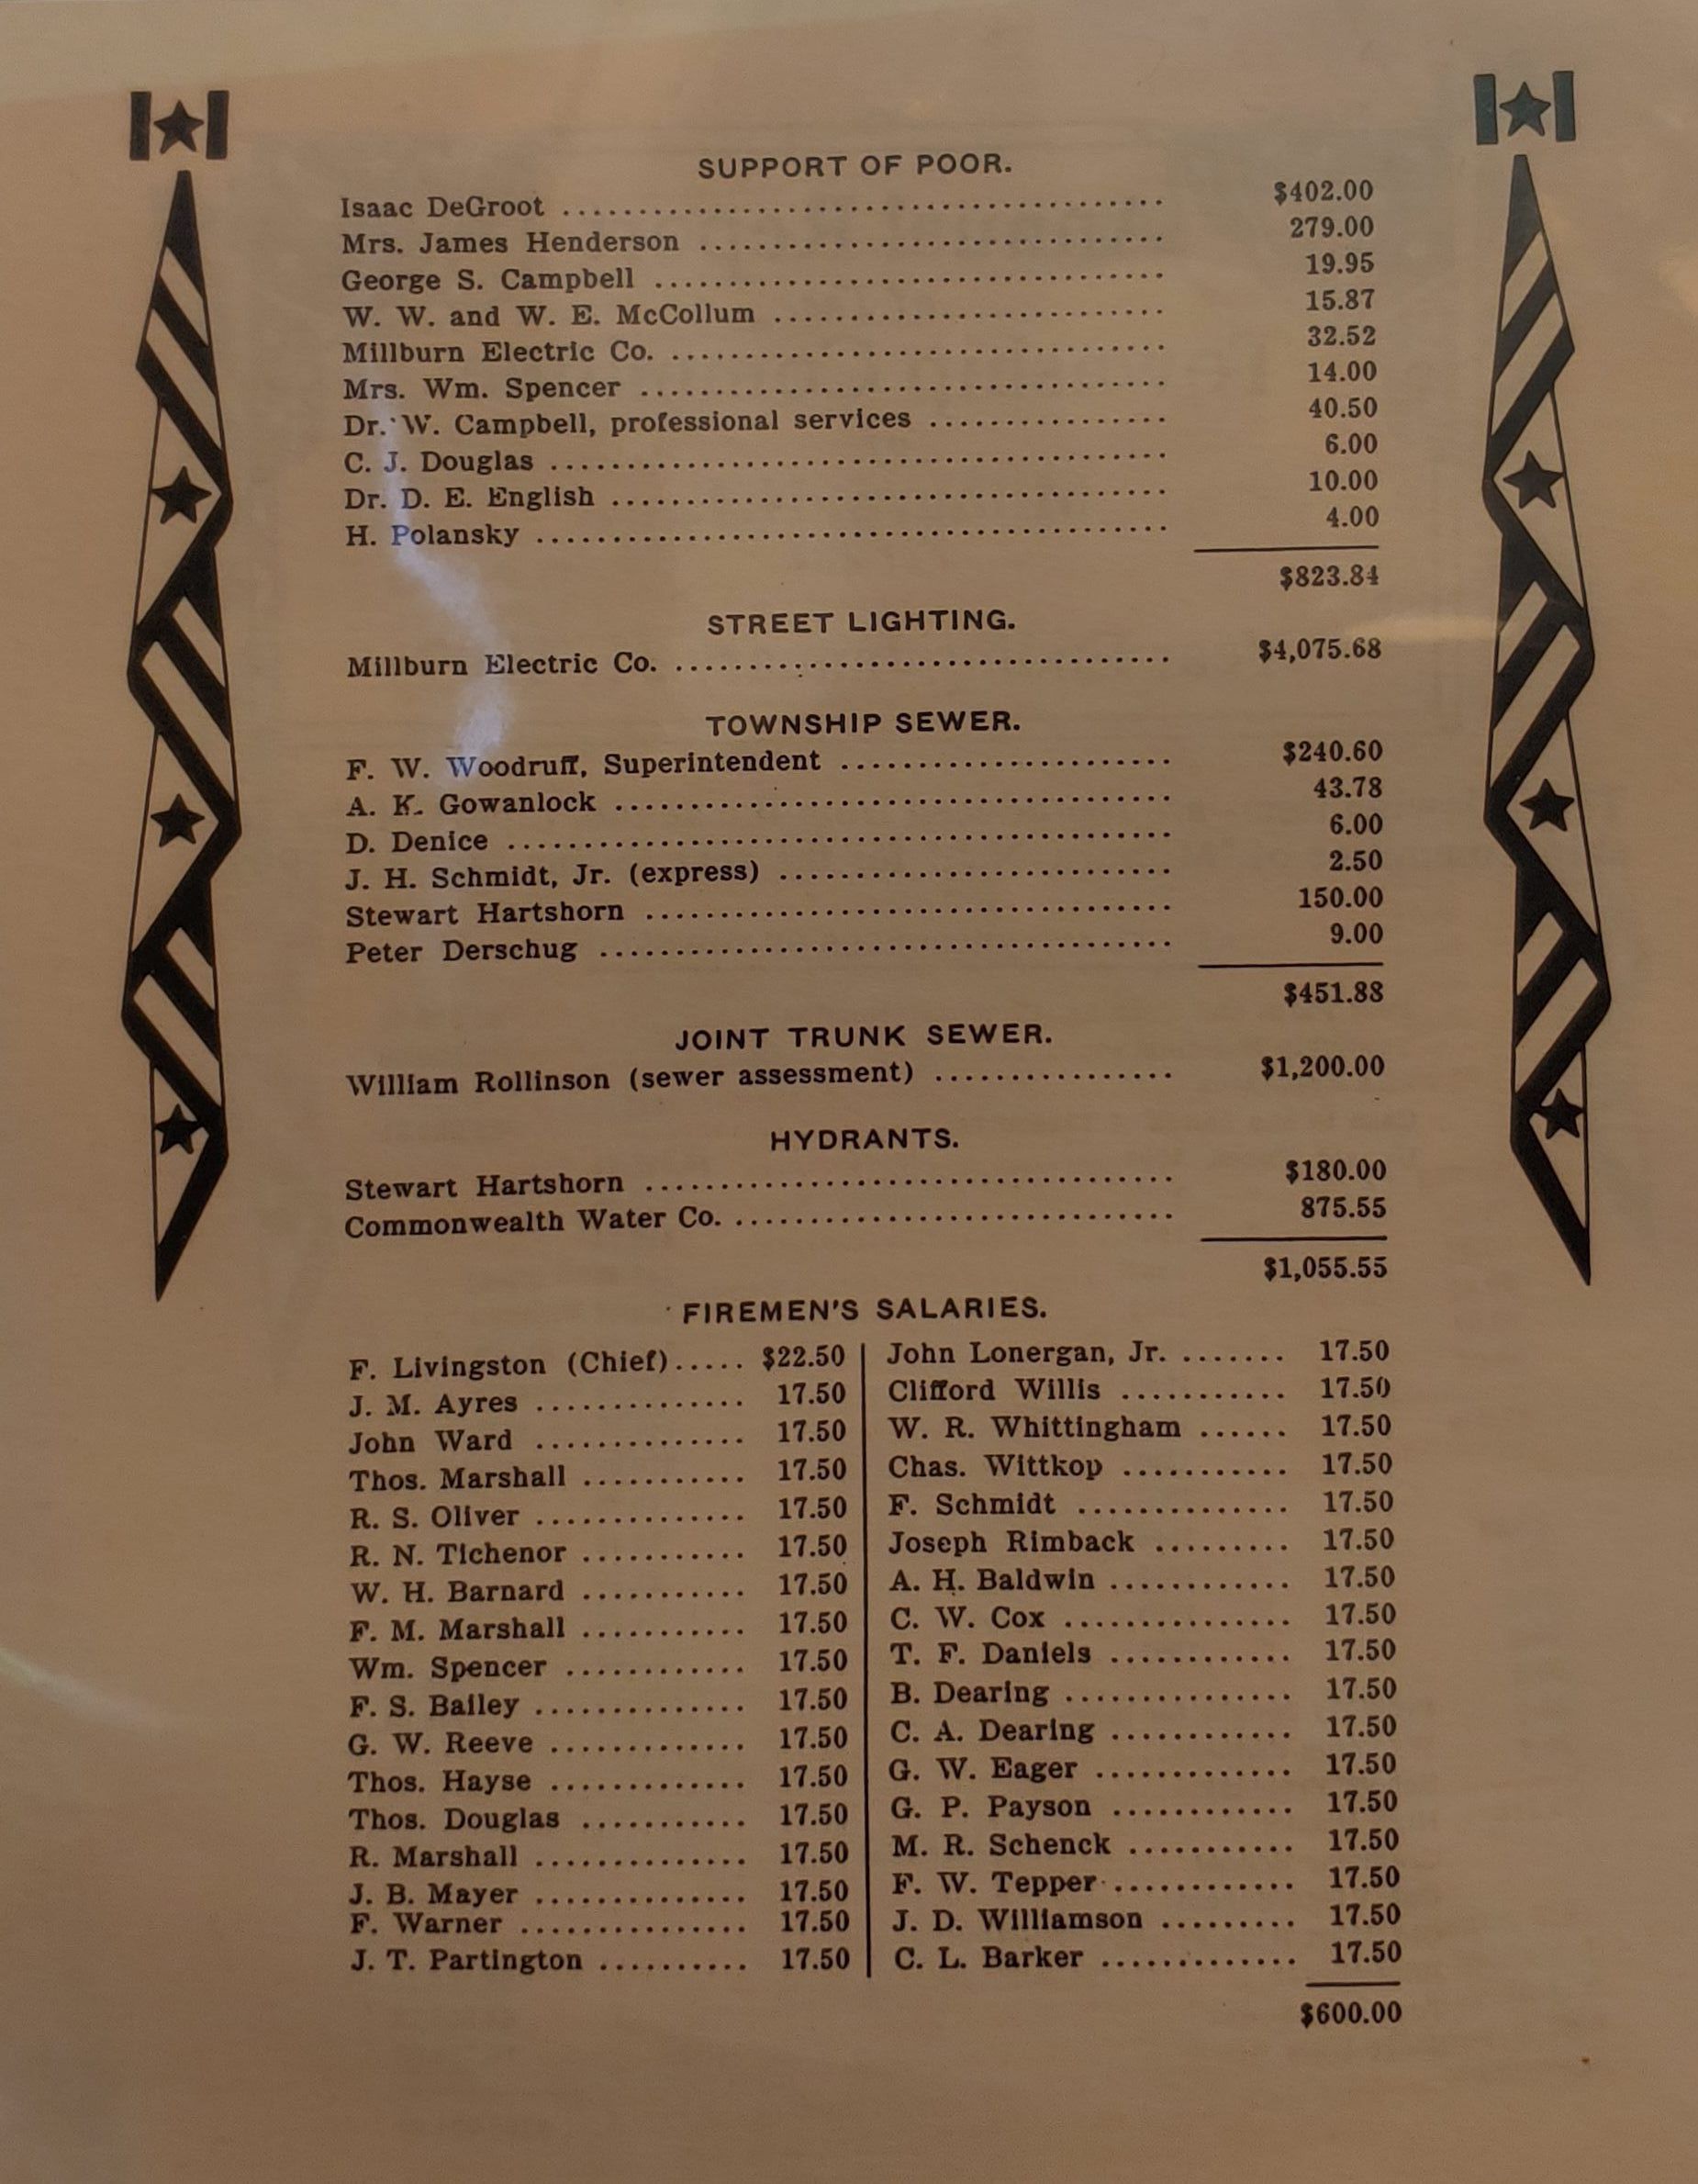 SUPPORT OF POOR.
Isaac DeGroot ........................................ $402.00
Mrs. James Henderson ............................... 279.00
George S. Campbell .................................. 19.95
W. W. and W. E. McCollum .......................... 15.87
Millburn Electric Co. ................................. 32.52
Mrs. Wm. Spencer ................................... 14.00
Dr. W. Campbell, professional services ................ 40.50
C. J. Douglas ......................................... 6.00
Dr. D. E. English ..................................... 10.00
H. Polansky .......................................... 4.00
$823.84
STREET LIGHTING.
Millburn Electric Co. ................................. $4,075.68
TOWNSHIP SEWER.
F. W. Woodruff, Superintendent ...................... $240.60
A. K. Gowanlock ..................................... 43.78
D. Denice ............................................ 6.00
J. H. Schmidt, Jr. (express) .......................... 2.50
Stewart Hartshorn ................................... 150.00
Peter Derschug ...................................... 9.00
$451.88
JOINT TRUNK SEWER.
William Rollinson (sewer assessment) ................ $1,200.00
HYDRANTS.
Stewart Hartshorn ................................... $180.00
Commonwealth Water Co. ............................. 875.55
$1,055.55
FIREMEN'S SALARIES.
F. Livingston (Chief)..... $22.50
J. M. Ayres .............. 17.50
John Ward .............. 17.50
Thos. Marshall ........... 17.50
R. S. Oliver .............. 17.50
R. N. Tichenor ........... 17.50
W. H. Barnard ........... 17.50
F. M. Marshall ........... 17.50
Wm. Spencer ............ 17.50
F. S. Bailey .............. 17.50
G. W. Reeve ............. 17.50
Thos. Hayse ............. 17.50
Thos. Douglas ........... 17.50
R. Marshall .............. 17.50
J. B. Mayer .............. 17.50
F. Warner ............... 17.50
J. T. Partington .......... 17.50
John Lonergan, Jr. ....... 17.50
Clifford Willis ........... 17.50
W. R. Whittingham ...... 17.50
Chas. Wittkop ........... 17.50
F. Schmidt .............. 17.50
Joseph Rimback ......... 17.50
A. H. Baldwin ............ 17.50
C. W. Cox ............... 17.50
T. F. Daniels ............ 17.50
B. Dearing ............... 17.50
C. A. Dearing ............ 17.50
G. W. Eager ............. 17.50
G. P. Payson ............ 17.50
M. R. Schenck ........... 17.50
F. W. Tepper ............ 17.50
J. D. Williamson ......... 17.50
C. L. Barker ............. 17.50
$600.00